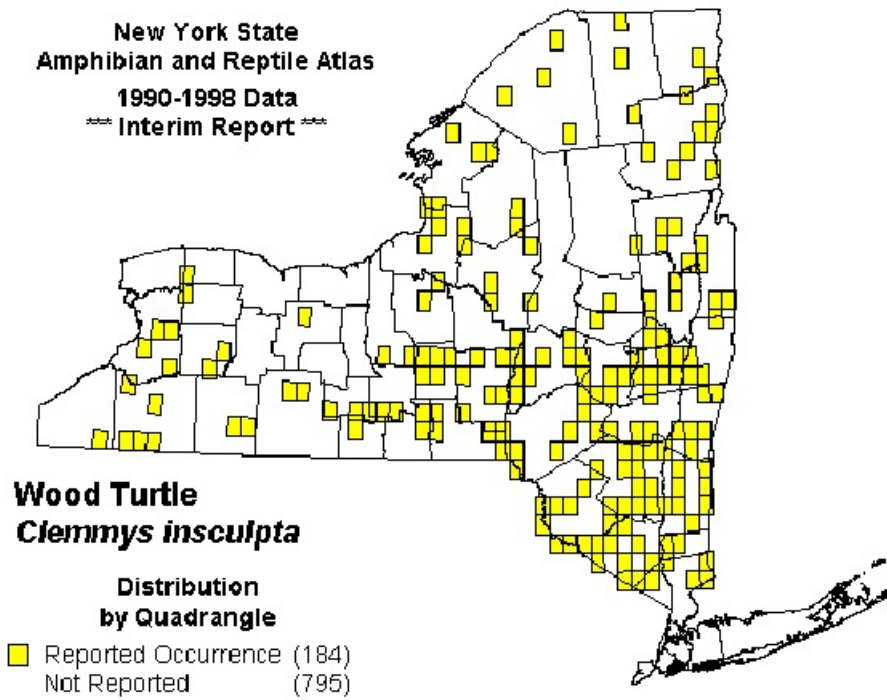 New York State
Amphibian and Reptile Atlas
1990-1998 Data
*** Interim Report ***
Wood Turtle
Clemmys insculpta
Distribution
by Quadrangle
Reported Occurrence (184)
Not Reported (795)